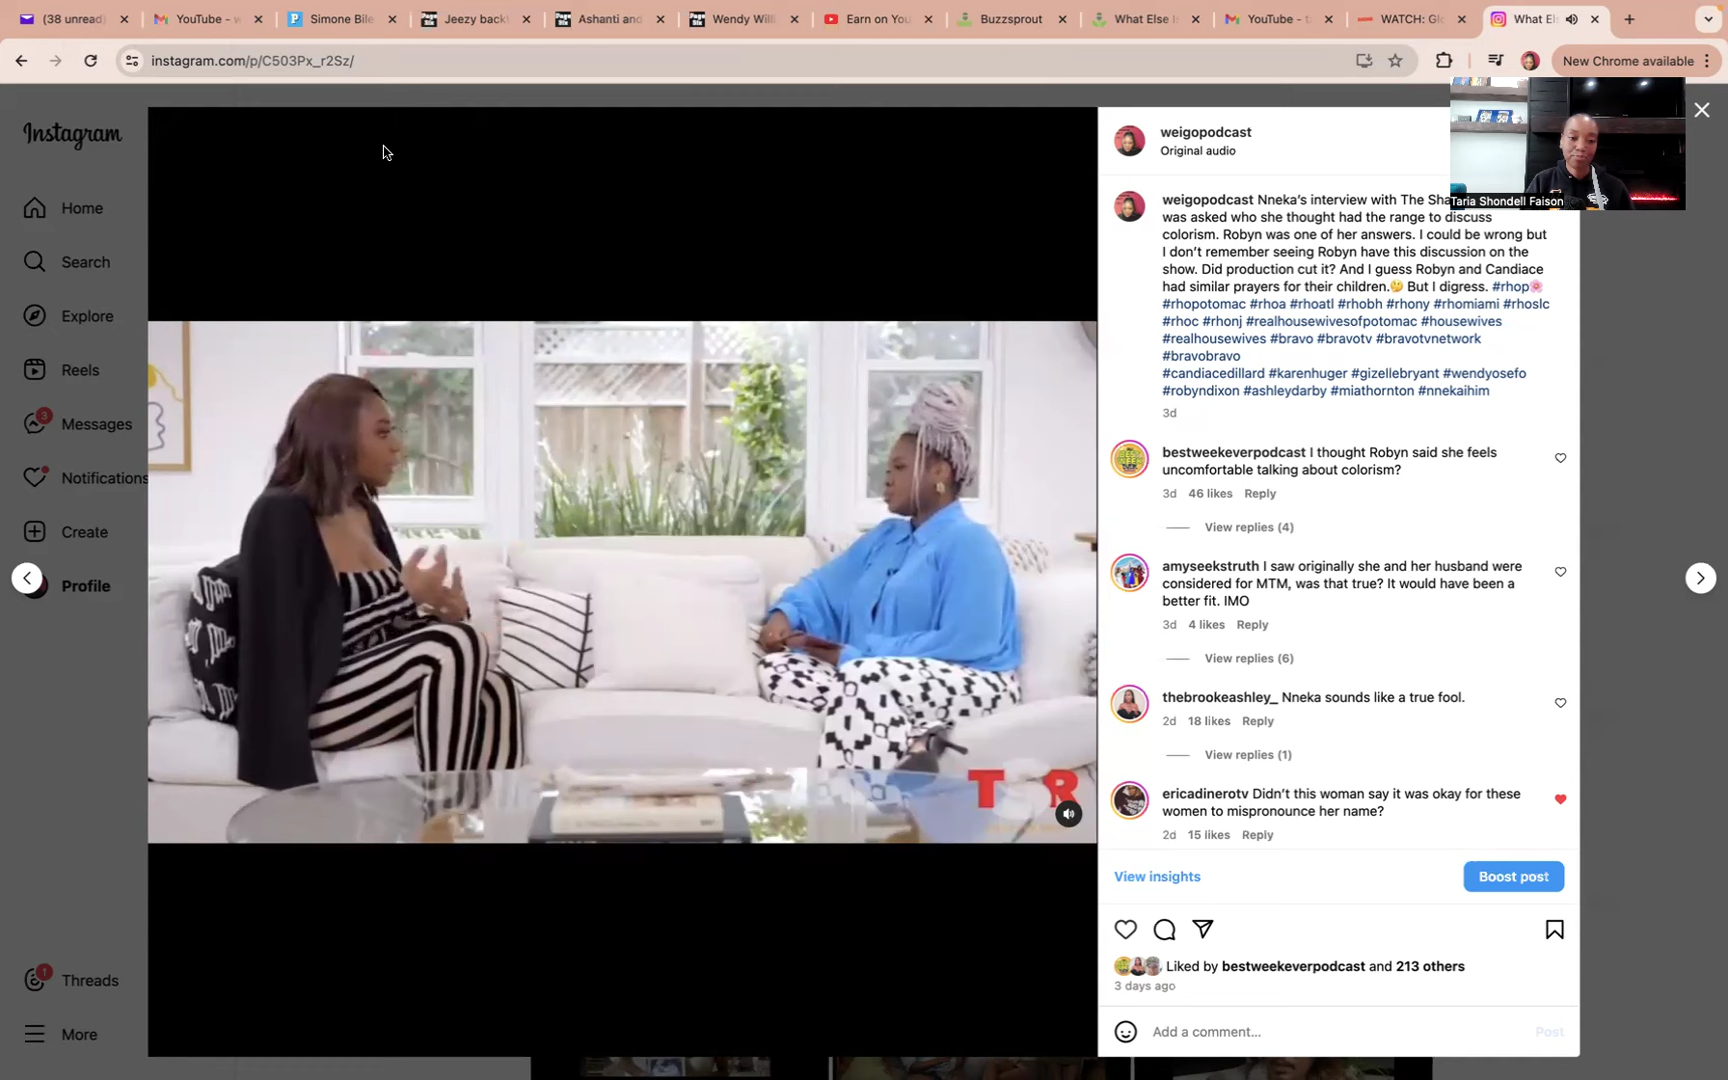 (38 unread)
YouTube - w
Simone Bile
Jeezy back
Ashanti and
Wendy Willi
Earn on You
Buzzsprout
What Else I
YouTube - t
WATCH: Gl
What El
instagram.com/p/C503Px_r2Sz/
New Chrome available
Instagram
Home
Search
Explore
Reels
3
Messages
Notifications
Create
Profile
1
Threads
More
Taria Shondell Faison
weigopodcast
Original audio
weigopodcast Nneka's interview with The Sha
was asked who she thought had the range to discuss
colorism. Robyn was one of her answers. I could be wrong but
I don't remember seeing Robyn have this discussion on the
show. Did production cut it? And I guess Robyn and Candiace
had similar prayers for their children.🤔 But I digress. #rhop🌸
#rhopotomac #rhoa #rhoatl #rhobh #rhony #rhomiami #rhoslc
#rhoc #rhonj #realhousewivesofpotomac #housewives
#realhousewives #bravo #bravotv #bravotvnetwork
#bravobravo
#candiacedillard #karenhuger #gizellebryant #wendyosefo
#robyndixon #ashleydarby #miathornton #nnekaihim
3d
bestweekeverpodcast I thought Robyn said she feels
uncomfortable talking about colorism?
3d 46 likes Reply
View replies (4)
amyseekstruth I saw originally she and her husband were
considered for MTM, was that true? It would have been a
better fit. IMO
3d 4 likes Reply
View replies (6)
thebrookeashley_ Nneka sounds like a true fool.
2d 18 likes Reply
View replies (1)
ericadinerotv Didn't this woman say it was okay for these
women to mispronounce her name?
2d 15 likes Reply
View insights
Boost post
Liked by bestweekeverpodcast and 213 others
3 days ago
Add a comment...
Post